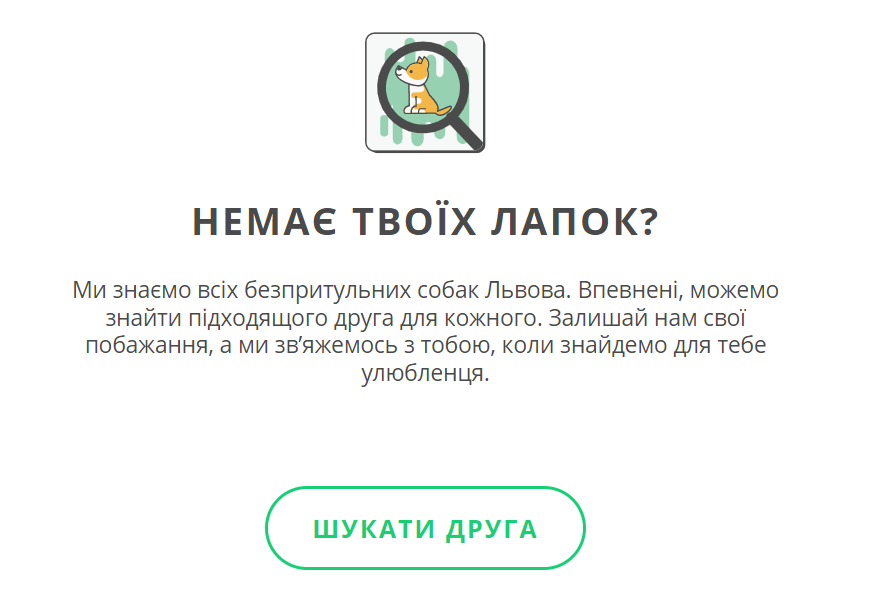 НЕМАЄ ТВОЇХ ЛАПОК?
Ми знаємо всіх безпритульних собак Львова. Впевнені, можемо
знайти підходящого друга для кожного. Залишай нам свої
побажання, а ми зв’яжемось з тобою, коли знайдемо для тебе
улюбленця.
ШУКАТИ ДРУГА